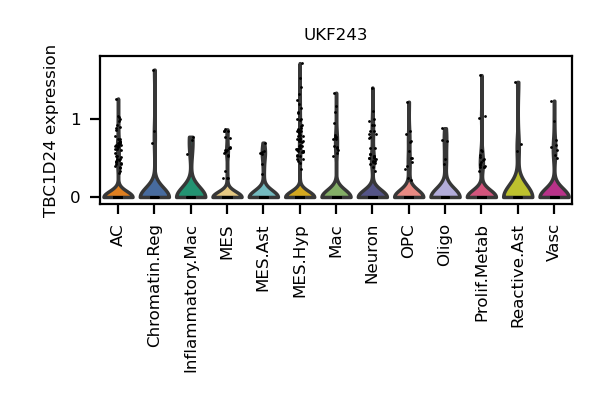 UKF243
TBC1D24 expression
1
0
AC
Chromatin.Reg
Inflammatory.Mac
MES
MES.Ast
MES.Hyp
Mac
Neuron
OPC
Oligo
Prolif.Metab
Reactive.Ast
Vasc